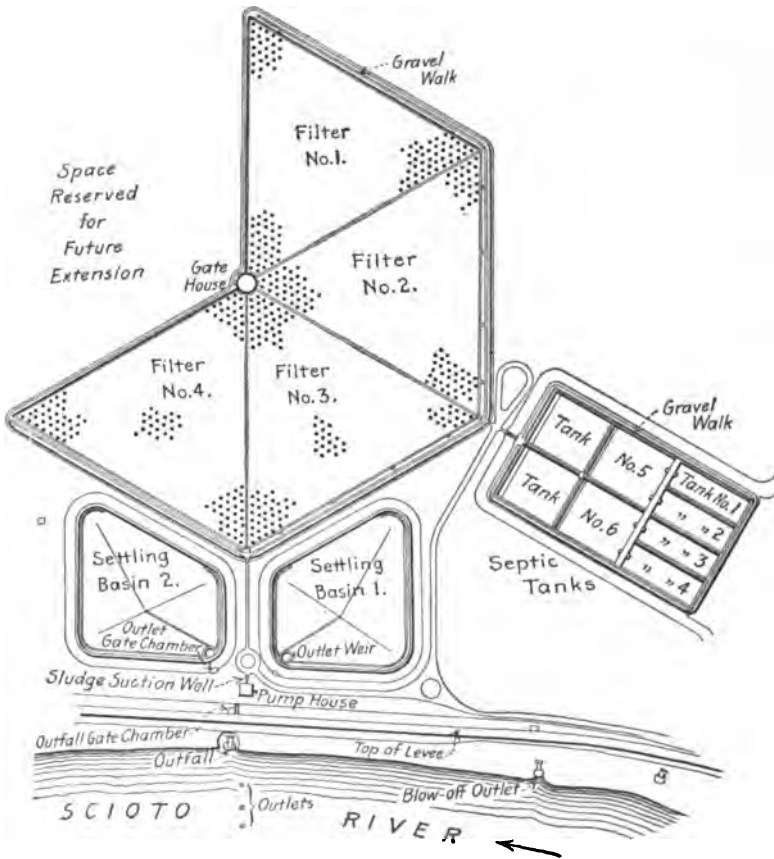 Gravel
Walk
Filter
No.1.
Space
Reserved
for
Future
Extension
Gate
House
Filter
No.2.
Filter
No.4.
Filter
No.3.
Gravel
Walk
Tank
No.5
Tank No.1
Tank
No.6
„ „ 2
„ „ 3
„ „ 4
Septic
Tanks
Settling
Basin 2.
Settling
Basin 1.
Outlet
Gate Chamber
Outlet Weir
Sludge Suction Well
Pump House
Outfall Gate Chamber
Outfall
Top of Levee
Blow-off Outlet
Outlets
SCIOTO RIVER